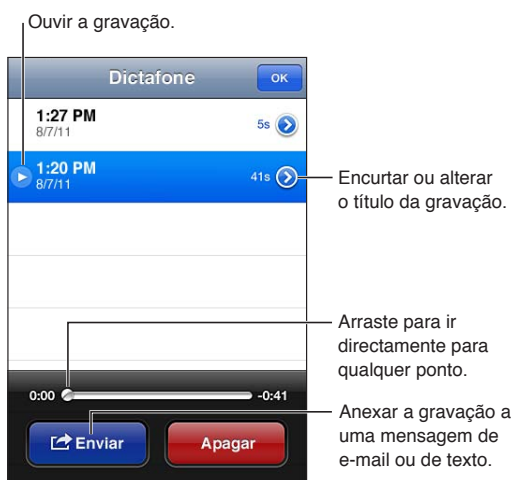 Ouvir a gravação.
Dictafone
OK
1:27 PM
8/7/11
5s
1:20 PM
8/7/11
41s
Encurtar ou alterar
o título da gravação.
Arraste para ir
directamente para
qualquer ponto.
0:00
-0:41
Enviar
Apagar
Anexar a gravação a
uma mensagem de
e-mail ou de texto.